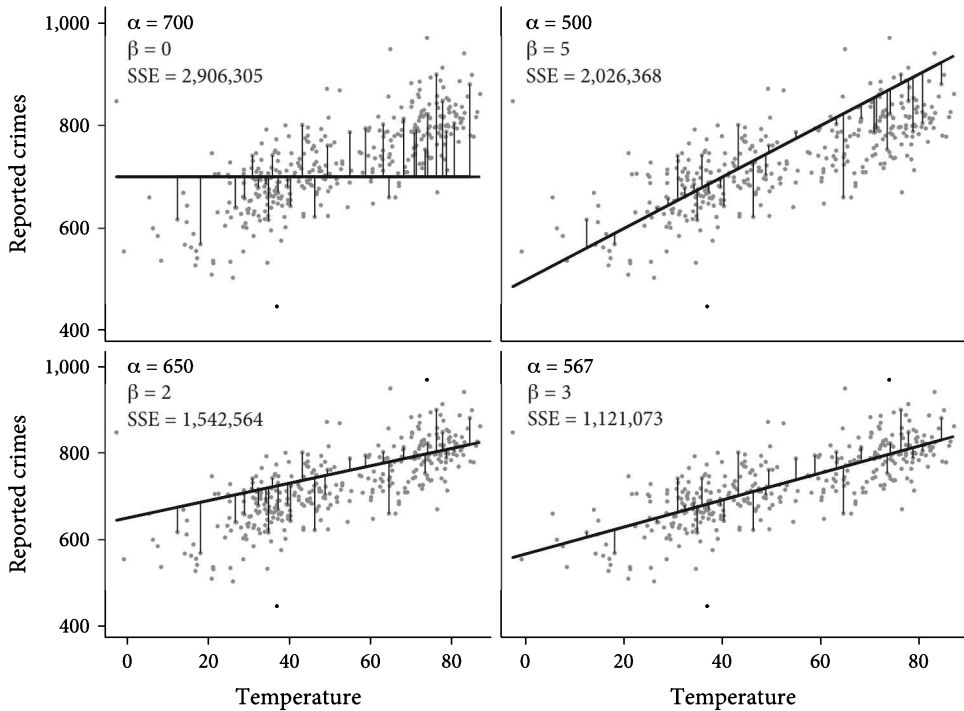 1,000
α = 700
β = 0
SSE = 2,906,305
800
600
400
Reported crimes
α = 500
β = 5
SSE = 2,026,368
1,000
α = 650
β = 2
SSE = 1,542,564
800
600
400
Reported crimes
α = 567
β = 3
SSE = 1,121,073
0 20 40 60 80
Temperature
0 20 40 60 80
Temperature